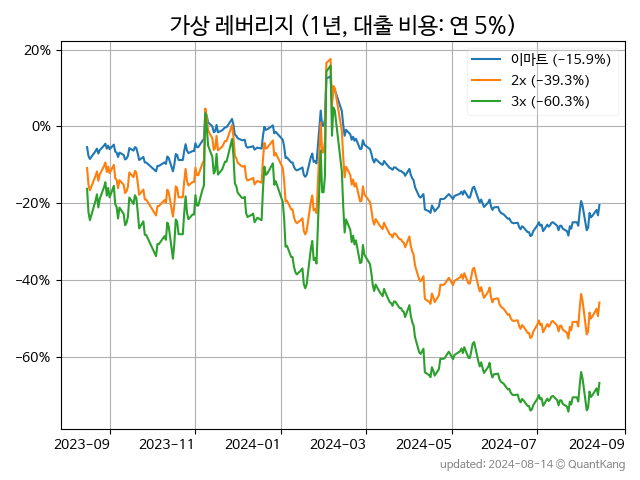 가상 레버리지 (1년, 대출 비용: 연 5%)
이마트 (-15.9%)
2x (-39.3%)
3x (-60.3%)
20%
0%
-20%
-40%
-60%
2023-09 2023-11 2024-01 2024-03 2024-05 2024-07 2024-09
updated: 2024-08-14 © QuantKang